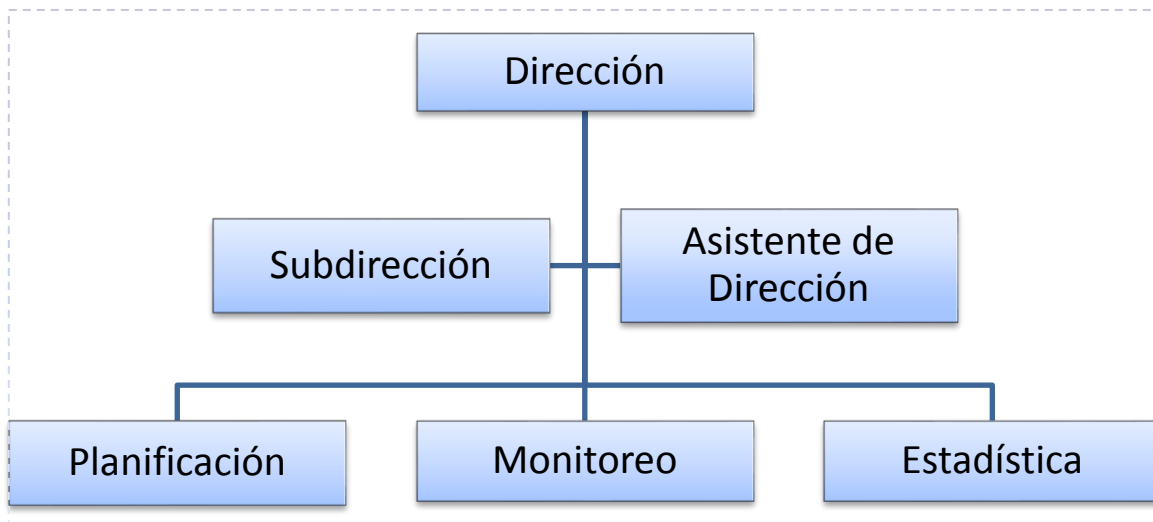 Dirección
Subdirección
Asistente de
Dirección
Planificación
Monitoreo
Estadística